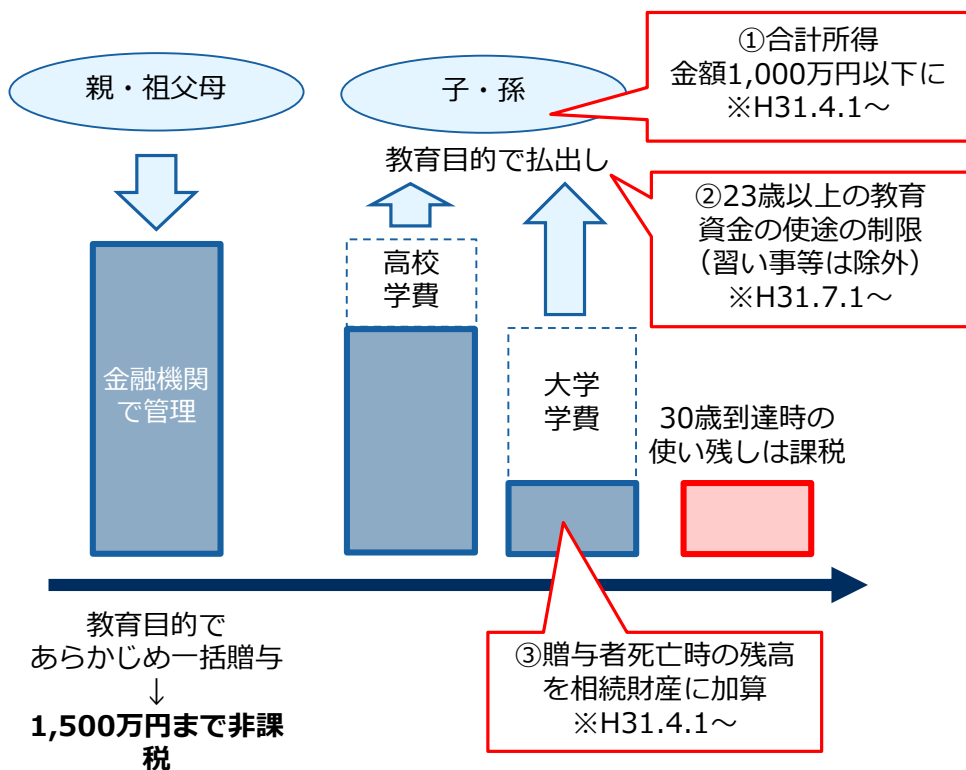 親・祖父母
子・孫
①合計所得
金額1,000万円以下に
※H31.4.1～
教育目的で払出し
②23歳以上の教育
資金の使途の制限
（習い事等は除外）
※H31.7.1～
高校
学費
金融機関
で管理
大学
学費
30歳到達時の
使い残しは課税
教育目的で
あらかじめ一括贈与
↓
1,500万円まで非課
税
③贈与者死亡時の残高
を相続財産に加算
※H31.4.1～